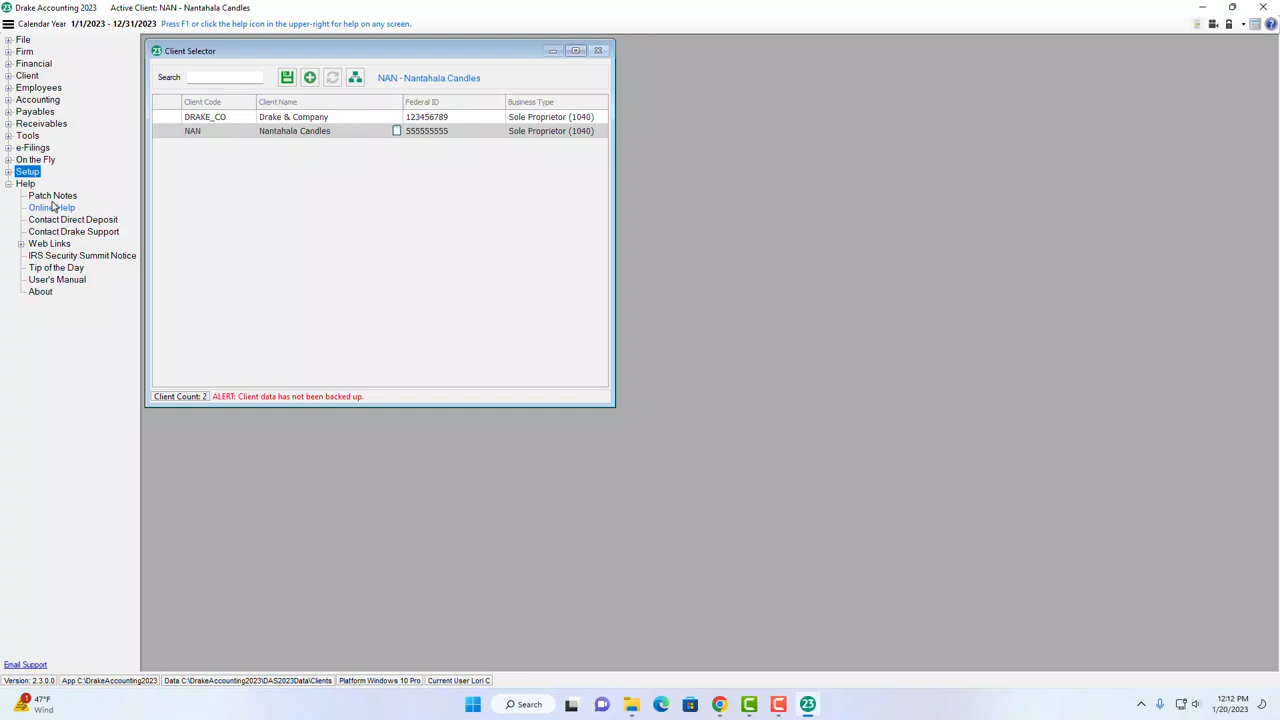 23 Drake Accounting 2023 Active Client: NAN - Nantahala Candles
Calendar Year 1/1/2023 - 12/31/2023 Press F1 or click the help icon in the upper-right for help on any screen.
File
Firm
Financial
Client
Employees
Accounting
Payables
Receivables
Tools
e-Filings
On the Fly
Setup
Help
Patch Notes
Online Help
Contact Direct Deposit
Contact Drake Support
Web Links
IRS Security Summit Notice
Tip of the Day
User's Manual
About
Email Support
23 Client Selector
Search NAN - Nantahala Candles
Client Code Client Name Federal ID Business Type
DRAKE_CO Drake & Company 123456789 Sole Proprietor (1040)
NAN Nantahala Candles 555555555 Sole Proprietor (1040)
Client Count: 2 ALERT: Client data has not been backed up.
Version: 2.3.0.0 App C:\DrakeAccounting2023 Data C:\DrakeAccounting2023\DAS2023Data\Clients Platform Windows 10 Pro Current User Lori C
1 47°F
Wind
Search
23
12:12 PM
1/20/2023